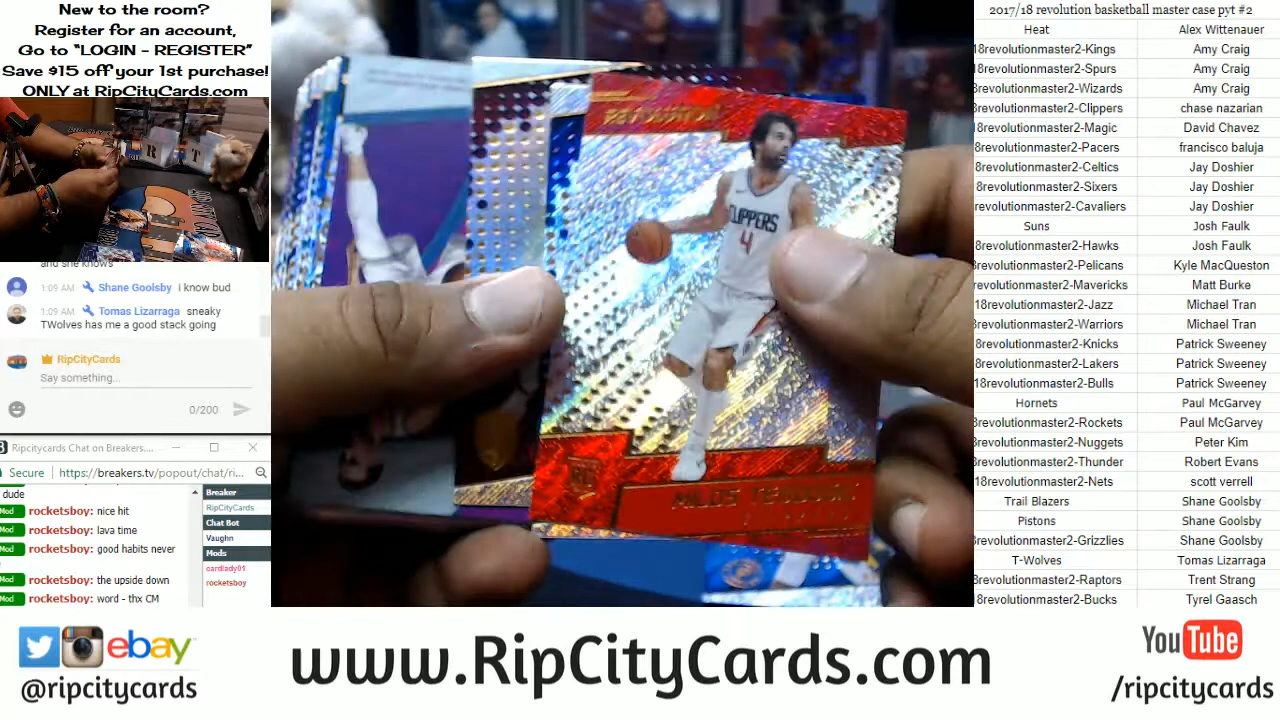 New to the room?
Register for an account,
Go to "LOGIN - REGISTER"
Save $15 off your 1st purchase!
ONLY at RipCityCards.com
R T
and she knows
1:09 AM Shane Goolsby i know bud
1:09 AM Tomas Lizarraga sneaky
TWolves has me a good stack going
RipCityCards
Say something...
0/200
Ripcitycards Chat on Breakers....
Secure https://breakers.tv/popout/chat/ri...
dude
Mod rocketsboy: nice hit
Mod rocketsboy: lava time
Mod rocketsboy: good habits never
Mod rocketsboy: the upside down
Mod rocketsboy: word - thx CM
Breaker
RipCityCards
Chat Bot
Vaughn
Mods
cardlady01
rocketsboy
REVOLUTION
CLIPPERS
4
MILOS
2017/18 revolution basketball master case pyt #2
Heat Alex Wittenauer
18revolutionmaster2-Kings Amy Craig
18revolutionmaster2-Spurs Amy Craig
8revolutionmaster2-Wizards Amy Craig
8revolutionmaster2-Clippers chase nazarian
18revolutionmaster2-Magic David Chavez
18revolutionmaster2-Pacers francisco baluja
8revolutionmaster2-Celtics Jay Doshier
18revolutionmaster2-Sixers Jay Doshier
revolutionmaster2-Cavaliers Jay Doshier
Suns Josh Faulk
8revolutionmaster2-Hawks Josh Faulk
8revolutionmaster2-Pelicans Kyle MacQueston
revolutionmaster2-Mavericks Matt Burke
18revolutionmaster2-Jazz Michael Tran
revolutionmaster2-Warriors Michael Tran
8revolutionmaster2-Knicks Patrick Sweeney
8revolutionmaster2-Lakers Patrick Sweeney
18revolutionmaster2-Bulls Patrick Sweeney
Hornets Paul McGarvey
8revolutionmaster2-Rockets Paul McGarvey
8revolutionmaster2-Nuggets Peter Kim
8revolutionmaster2-Thunder Robert Evans
18revolutionmaster2-Nets scott verrell
Trail Blazers Shane Goolsby
Pistons Shane Goolsby
8revolutionmaster2-Grizzlies Shane Goolsby
T-Wolves Tomas Lizarraga
8revolutionmaster2-Raptors Trent Strang
8revolutionmaster2-Bucks Tyrel Gaasch
ebay
@ripcitycards
www.RipCityCards.com
YouTube
/ripcitycards